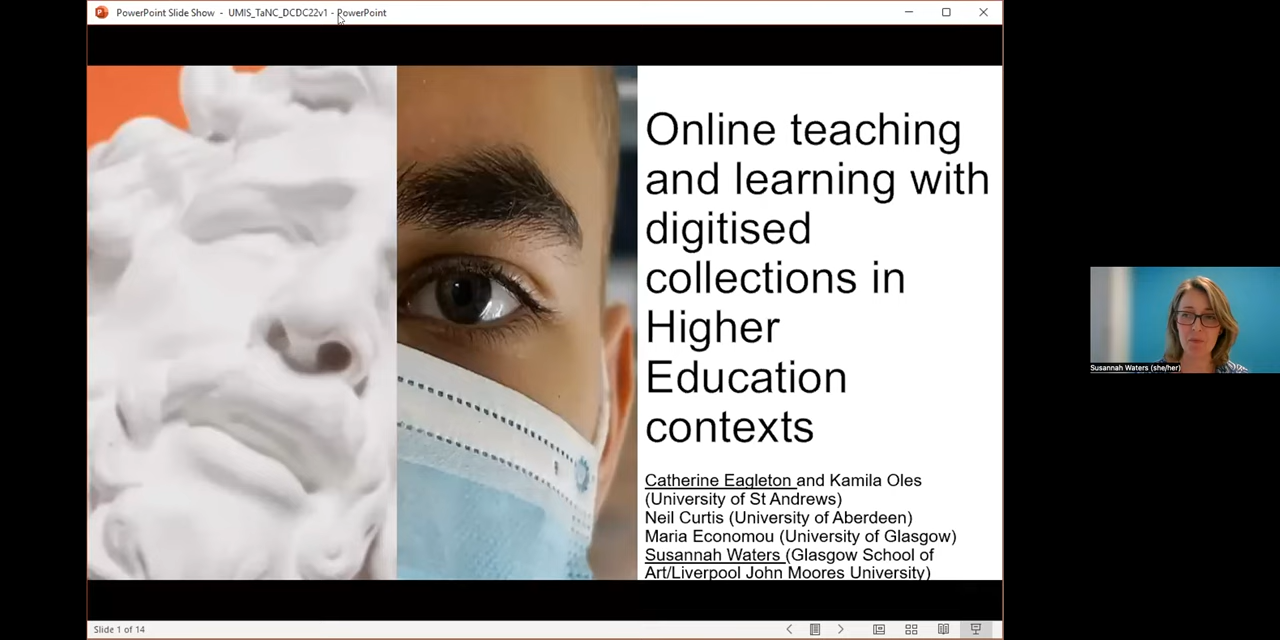 PowerPoint Slide Show - UMIS_TaNC_DCDC22v1 - PowerPoint
Online teaching
and learning with
digitised
collections in
Higher
Education
contexts
Catherine Eagleton and Kamila Oles
(University of St Andrews)
Neil Curtis (University of Aberdeen)
Maria Economou (University of Glasgow)
Susannah Waters (Glasgow School of
Art/Liverpool John Moores University)
Susannah Waters (she/her)
Slide 1 of 14